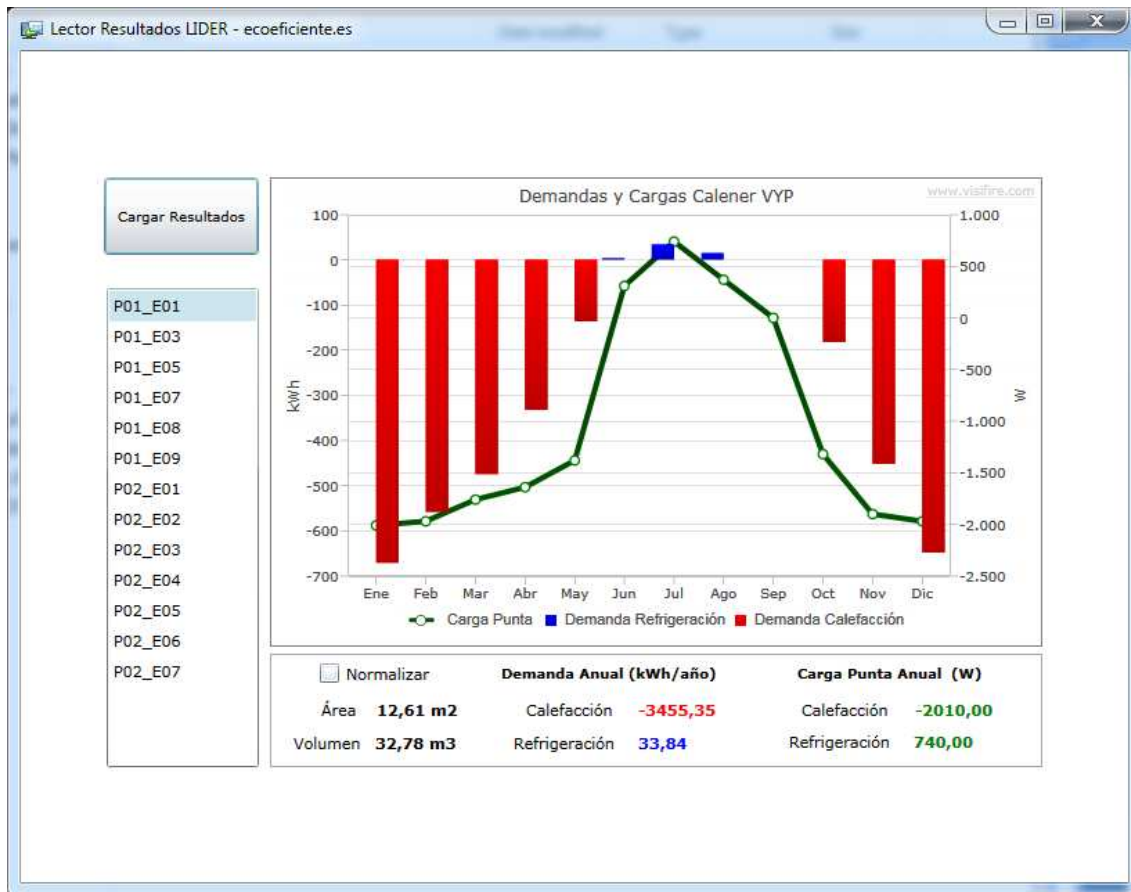 Lector Resultados LIDER - ecoeficiente.es
Cargar Resultados
P01_E01
P01_E03
P01_E05
P01_E07
P01_E08
P01_E09
P02_E01
P02_E02
P02_E03
P02_E04
P02_E05
P02_E06
P02_E07
Demandas y Cargas Calener VYP
www.visifire.com
100
0
-100
-200
-300
-400
-500
-600
-700
kWh
1.000
500
0
-500
-1.000
-1.500
-2.000
-2.500
W
Ene Feb Mar Abr May Jun Jul Ago Sep Oct Nov Dic
Carga Punta Demanda Refrigeración Demanda Calefacción
Normalizar Demanda Anual (kWh/año) Carga Punta Anual (W)
Área 12,61 m2 Calefacción -3455,35 Calefacción -2010,00
Volumen 32,78 m3 Refrigeración 33,84 Refrigeración 740,00